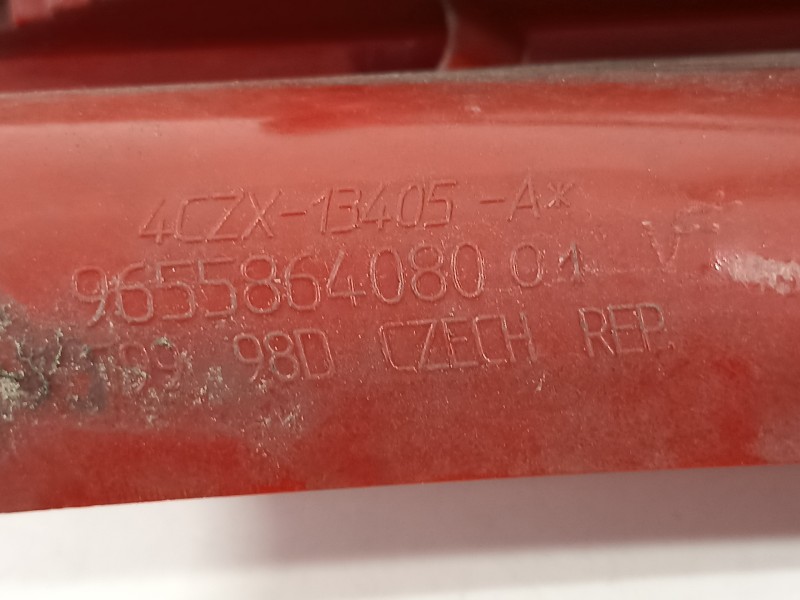 4CZX-13405-A*
9655864080 01 V
98D CZECH REP.